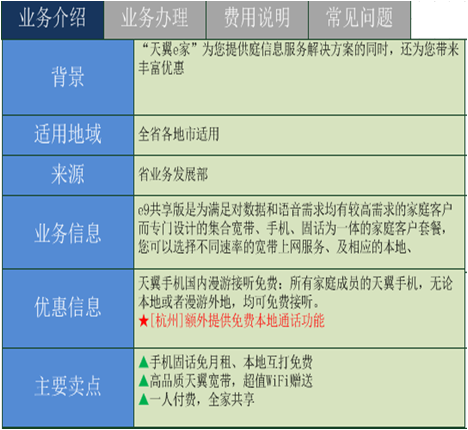 业务介绍 业务办理 费用说明 常见问题
背景
“天翼e家”为您提供庭信息服务解决方案的同时，还为您带来
丰富优惠
适用地域
全省各地市适用
来源
省业务发展部
业务信息
e9共享版是为满足对数据和语音需求均有较高需求的家庭客户
而专门设计的集合宽带、手机、固话为一体的家庭客户套餐，
您可以选择不同速率的宽带上网服务、及相应的本地、
优惠信息
天翼手机国内漫游接听免费：所有家庭成员的天翼手机，无论
本地或者漫游外地，均可免费接听。
★[杭州]额外提供免费本地通话功能
主要卖点
▲手机固话免月租、本地互打免费
▲高品质天翼宽带，超值WiFi赠送
▲一人付费，全家共享